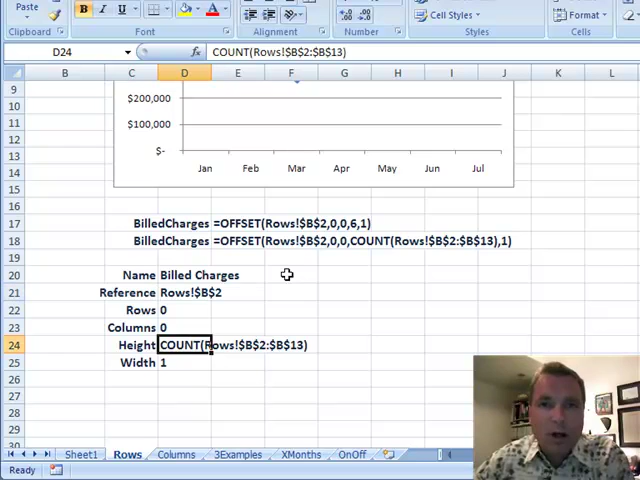 Paste
B I U A
Cell Styles
Format
Clipboard
Font
Alignment
Number
Styles
Cells
D24
COUNT(Rows!$B$2:$B$13)
B C D E F G H I J K L
9
10 $200,000
11
12 $100,000
13 $-
14 Jan Feb Mar Apr May Jun Jul
15
16
17 BilledCharges =OFFSET(Rows!$B$2,0,0,6,1)
18 BilledCharges =OFFSET(Rows!$B$2,0,0,COUNT(Rows!$B$2:$B$13),1)
19
20 Name Billed Charges
21 Reference Rows!$B$2
22 Rows 0
23 Columns 0
24 Height COUNT(Rows!$B$2:$B$13)
25 Width 1
26
27
28
29
30
Sheet1 Rows Columns 3Examples XMonths OnOff
Ready